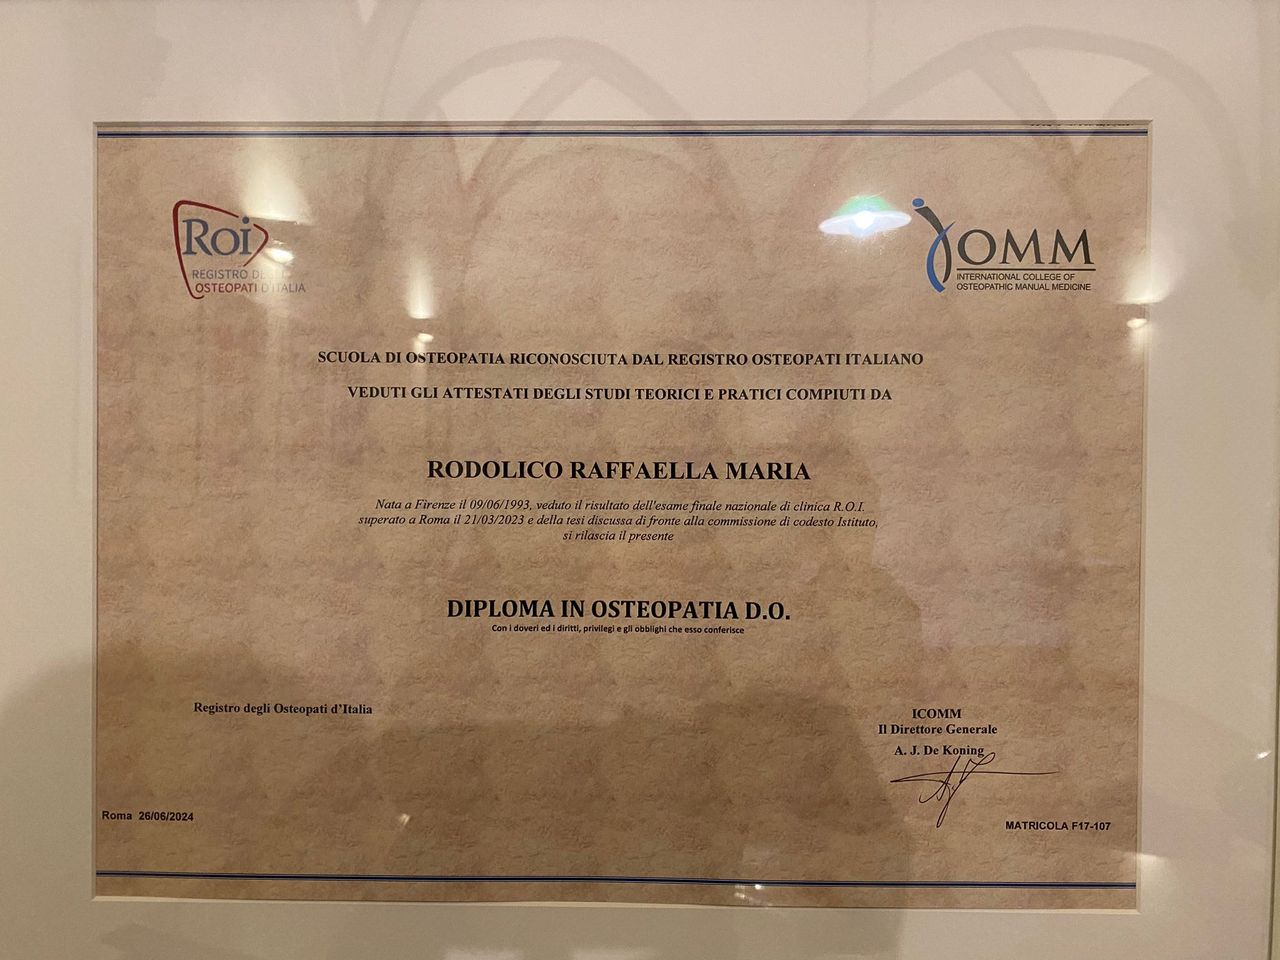 Roi
REGISTRO DEGLI
OSTEOPATI D'ITALIA
ICOMM
INTERNATIONAL COLLEGE OF
OSTEOPATHIC MANUAL MEDICINE
SCUOLA DI OSTEOPATIA RICONOSCIUTA DAL REGISTRO OSTEOPATI ITALIANO
VEDUTI GLI ATTESTATI DEGLI STUDI TEORICI E PRATICI COMPIUTI DA
RODOLICO RAFFAELLA MARIA
Nata a Firenze il 09/06/1993, veduto il risultato dell'esame finale nazionale di clinica R.O.I.
superato a Roma il 21/03/2023 e della tesi discussa di fronte alla commissione di codesto Istituto,
si rilascia il presente
DIPLOMA IN OSTEOPATIA D.O.
Con i doveri ed i diritti, privilegi e gli obblighi che esso conferisce
Registro degli Osteopati d'Italia
ICOMM
Il Direttore Generale
A. J. De Koning
Roma 26/06/2024
MATRICOLA F17-107